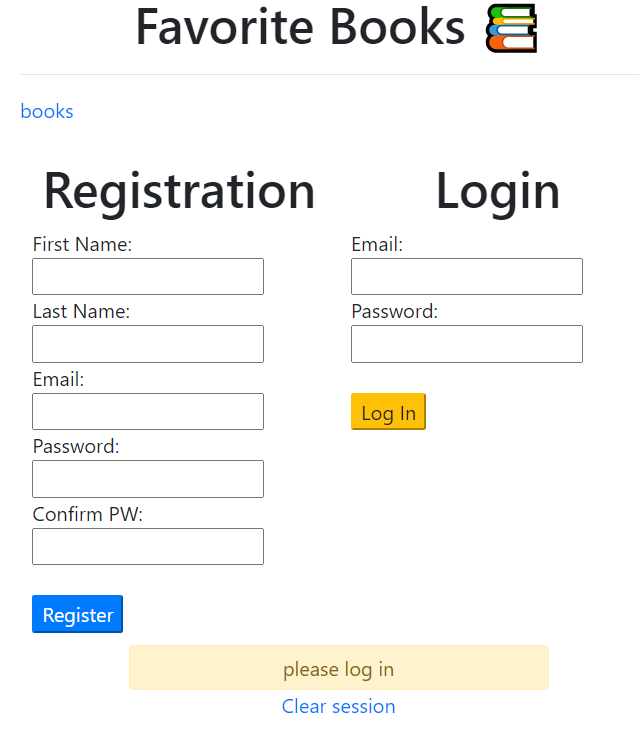 Favorite Books
books
Registration
First Name:
Last Name:
Email:
Password:
Confirm PW:
Register
Login
Email:
Password:
Log In
please log in
Clear session